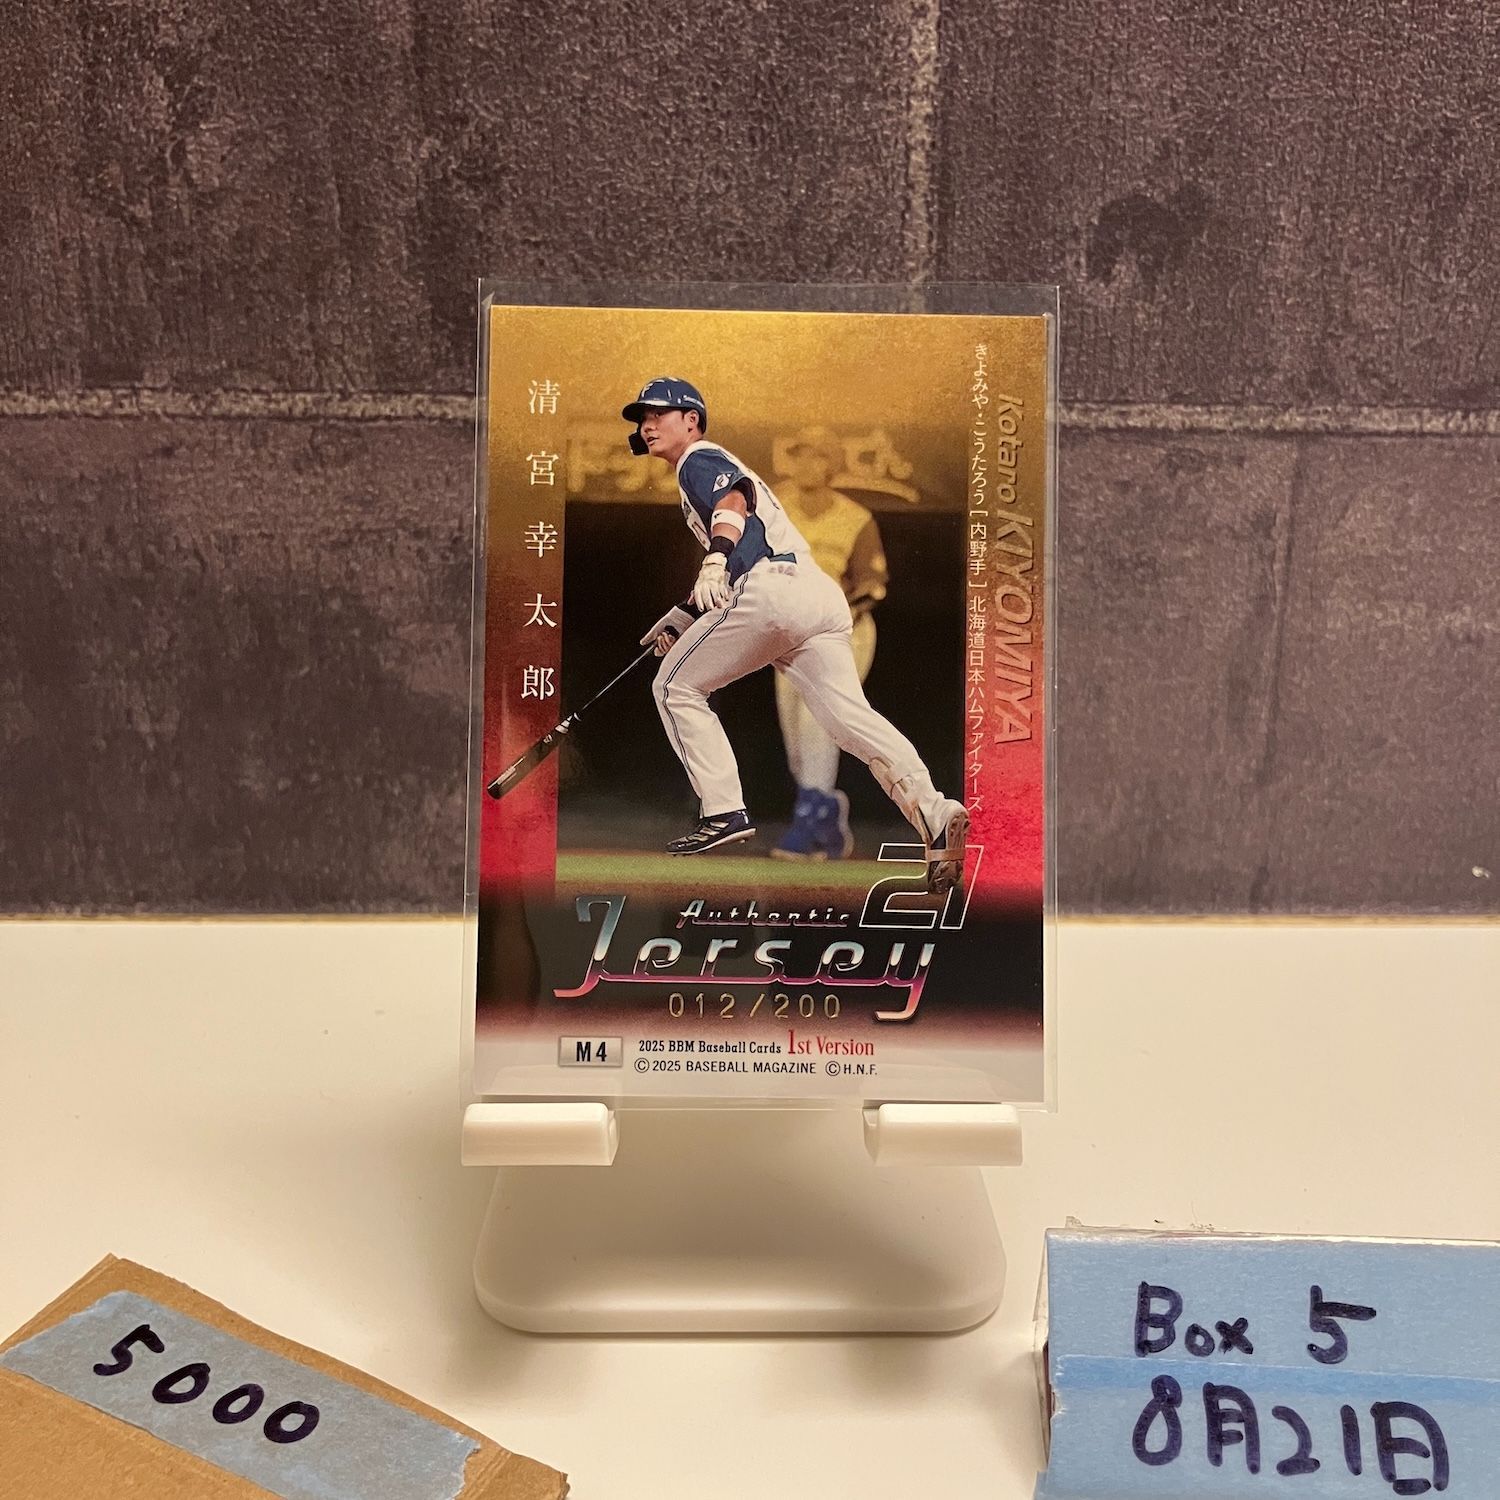 清宮幸太郎
Kotaro KIYOMIYA
きよみや・こうたろう [内野手] 北海道日本ハムファイターズ
21
Authentic
Jersey
012/200
M4
2025 BBM Baseball Cards 1st Version
©2025 BASEBALL MAGAZINE ©H.N.F.
5000
Box 5
8月21日